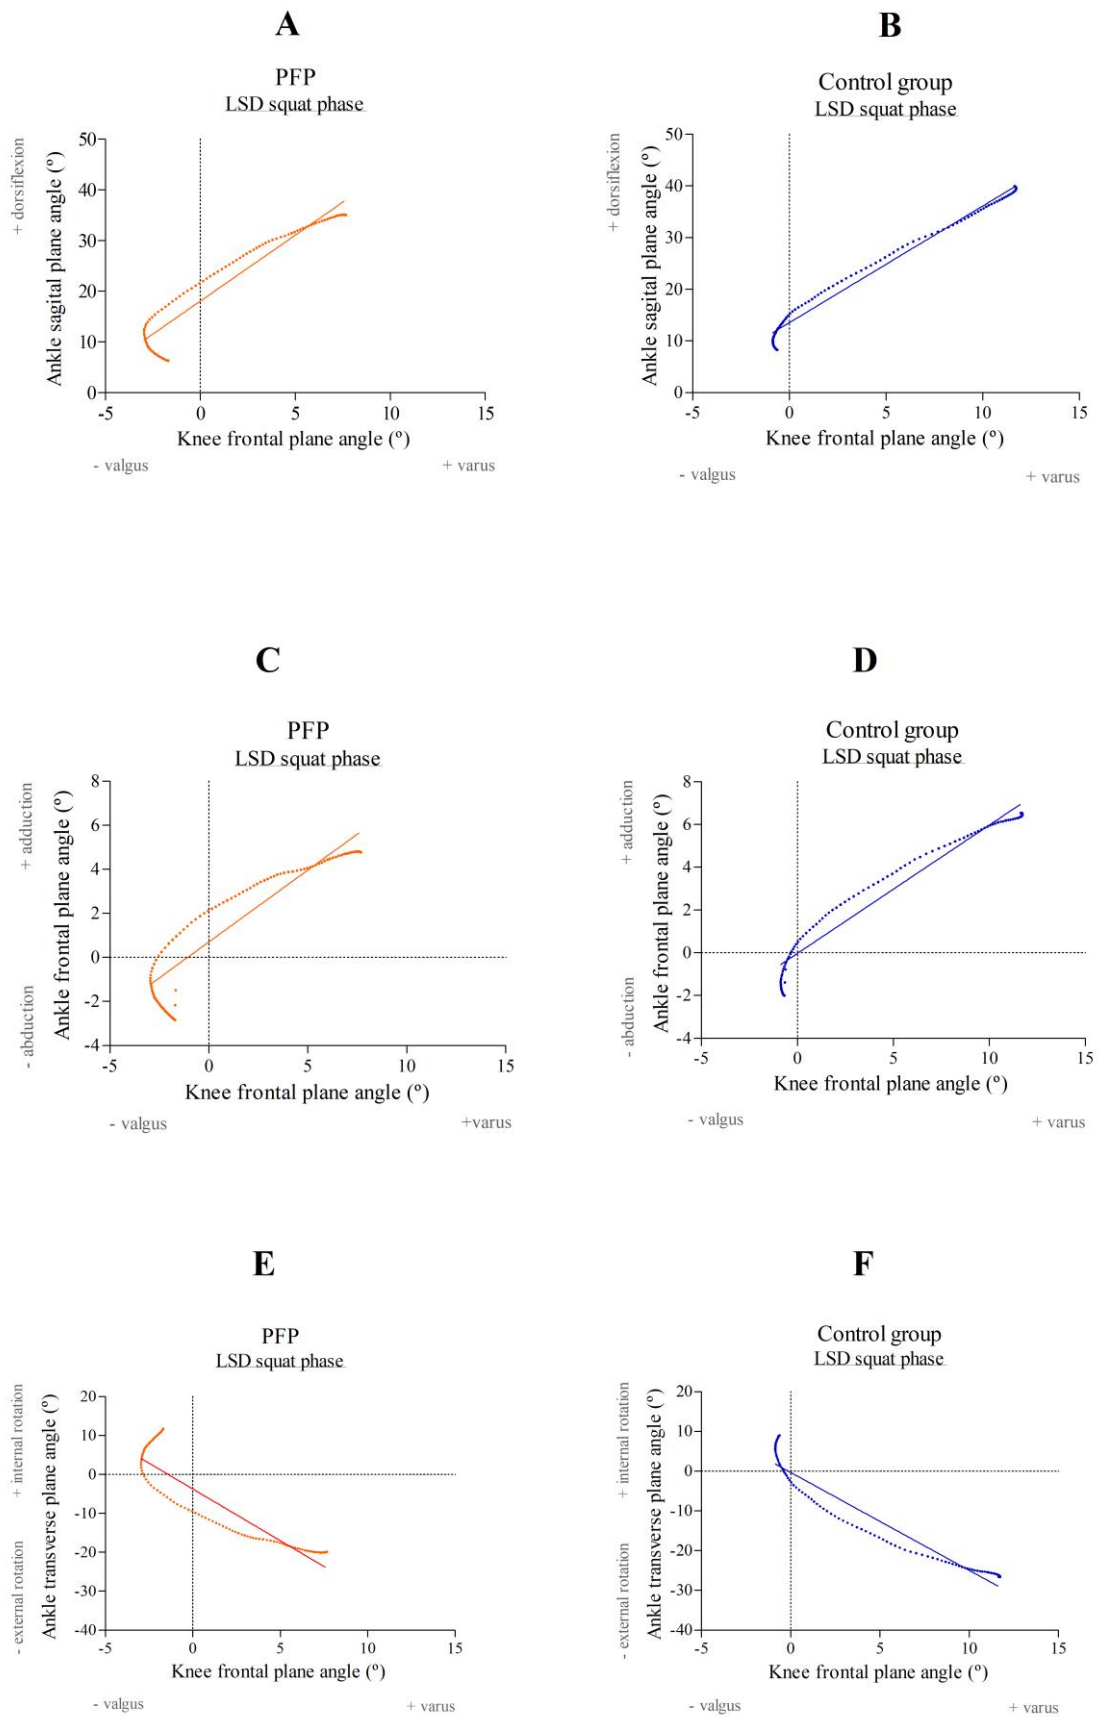 A
PFP
LSD squat phase
+ dorsiflexion
Ankle sagital plane angle (º)
50
40
30
20
10
0
-5
0
5
10
15
Knee frontal plane angle (º)
- valgus
+ varus
B
Control group
LSD squat phase
+ dorsiflexion
Ankle sagital plane angle (º)
50
40
30
20
10
0
-5
0
5
10
15
Knee frontal plane angle (º)
- valgus
+ varus
C
PFP
LSD squat phase
+ adduction
- abduction
Ankle frontal plane angle (º)
8
6
4
2
0
-2
-4
-5
0
5
10
15
Knee frontal plane angle (º)
- valgus
+varus
D
Control group
LSD squat phase
+ adduction
- abduction
Ankle frontal plane angle (º)
8
6
4
2
0
-2
-4
-5
0
5
10
15
Knee frontal plane angle (º)
- valgus
+ varus
E
PFP
LSD squat phase
+ internal rotation
- external rotation
Ankle transverse plane angle (º)
20
10
0
-10
-20
-30
-40
-5
0
5
10
15
Knee frontal plane angle (º)
- valgus
+ varus
F
Control group
LSD squat phase
+ internal rotation
- external rotation
Ankle transverse plane angle (º)
20
10
0
-10
-20
-30
-40
-5
0
5
10
15
Knee frontal plane angle (º)
- valgus
+ varus